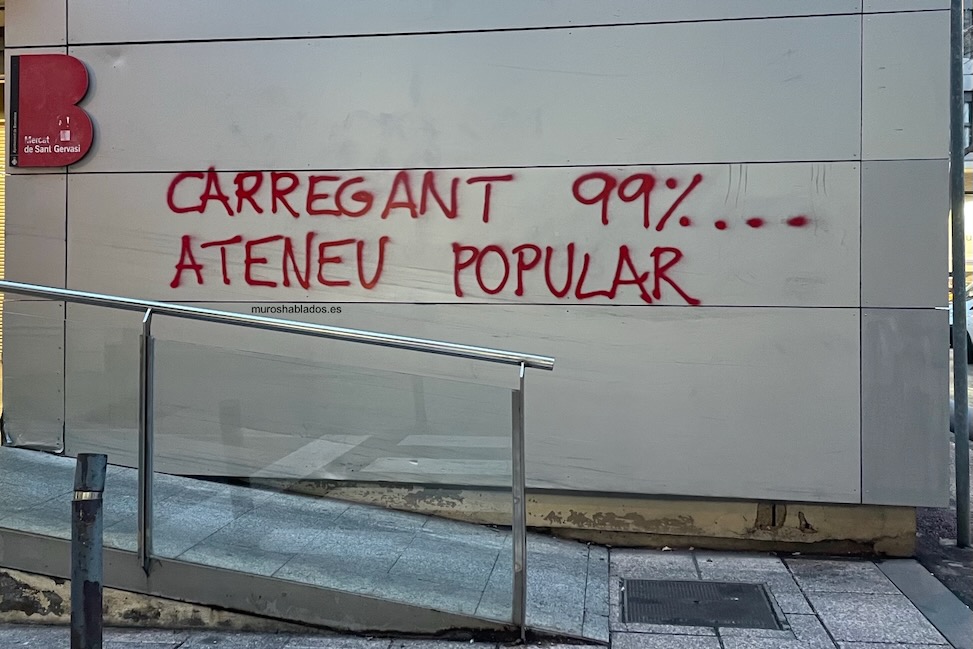 B
Mercat
de Sant Gervasi
CARREGANT 99%....
ATENEU POPULAR
muroshablados.es